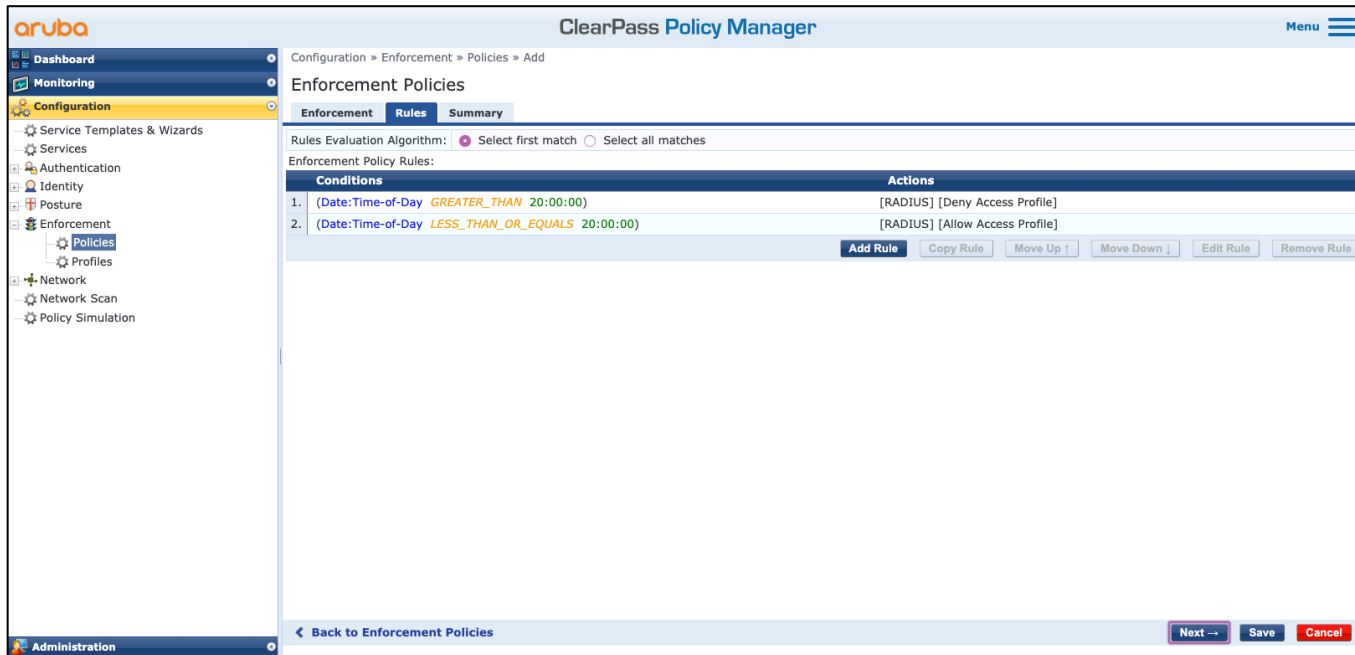 aruba
ClearPass Policy Manager
Menu
Dashboard
Monitoring
Configuration
Service Templates & Wizards
Services
Authentication
Identity
Posture
Enforcement
Policies
Profiles
Network
Network Scan
Policy Simulation
Administration
Configuration » Enforcement » Policies » Add
Enforcement Policies
Enforcement Rules Summary
Rules Evaluation Algorithm: Select first match Select all matches
Enforcement Policy Rules:
Conditions Actions
1. (Date:Time-of-Day GREATER_THAN 20:00:00) [RADIUS] [Deny Access Profile]
2. (Date:Time-of-Day LESS_THAN_OR_EQUALS 20:00:00) [RADIUS] [Allow Access Profile]
Add Rule Copy Rule Move Up ↑ Move Down ↓ Edit Rule Remove Rule
Back to Enforcement Policies Next → Save Cancel